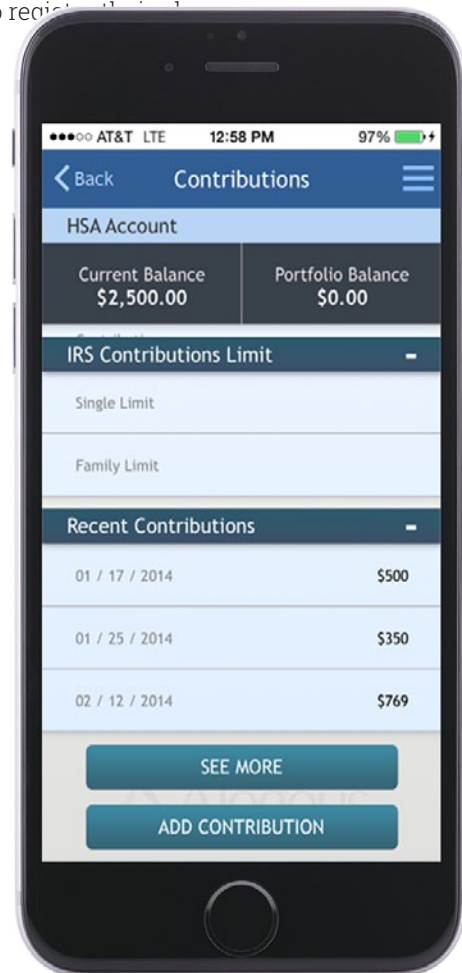 ●●●○○ AT&T LTE 12:58 PM 97%
Back Contributions
HSA Account
Current Balance Portfolio Balance
$2,500.00 $0.00
IRS Contributions Limit -
Single Limit
Family Limit
Recent Contributions -
01 / 17 / 2014 $500
01 / 25 / 2014 $350
02 / 12 / 2014 $769
SEE MORE
ADD CONTRIBUTION